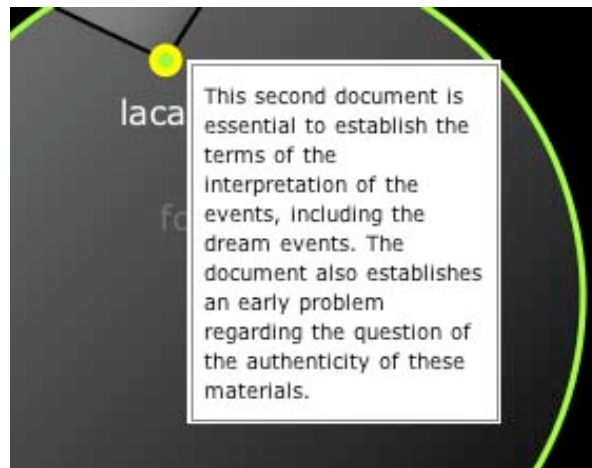 laca
This second document is
essential to establish the
terms of the
interpretation of the
events, including the
dream events. The
document also establishes
an early problem
regarding the question of
the authenticity of these
materials.